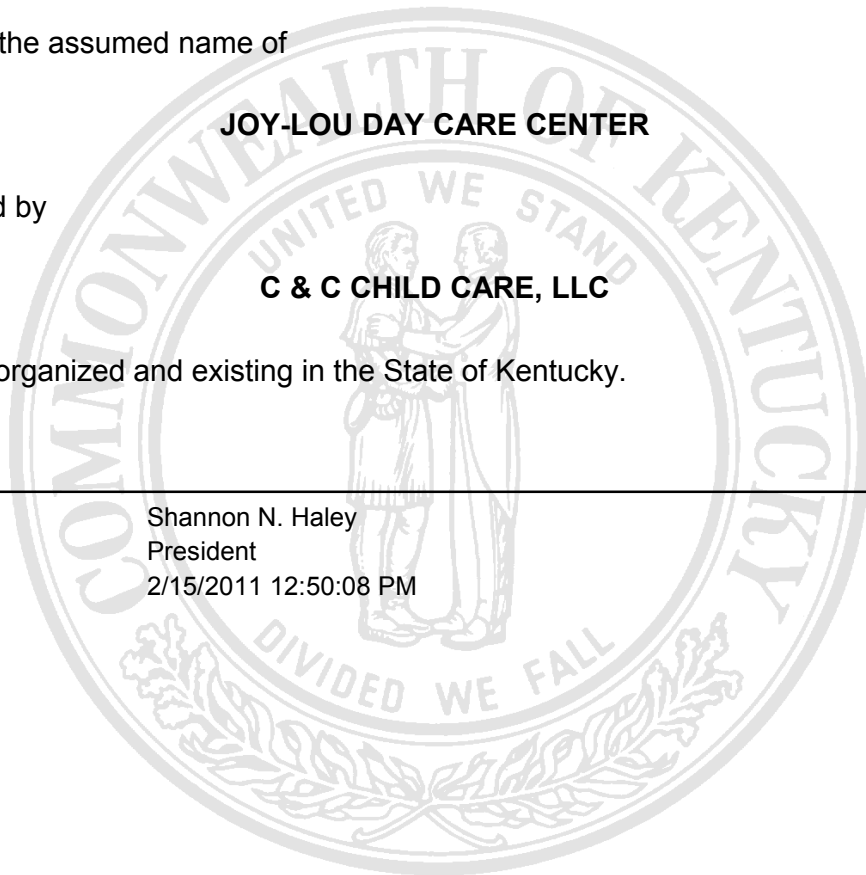 the assumed name of
JOY-LOU DAY CARE CENTER
d by
C & C CHILD CARE, LLC
organized and existing in the State of Kentucky.
Shannon N. Haley
President
2/15/2011 12:50:08 PM
COMMONWEALTH OF KENTUCKY
UNITED WE STAND
DIVIDED WE FALL